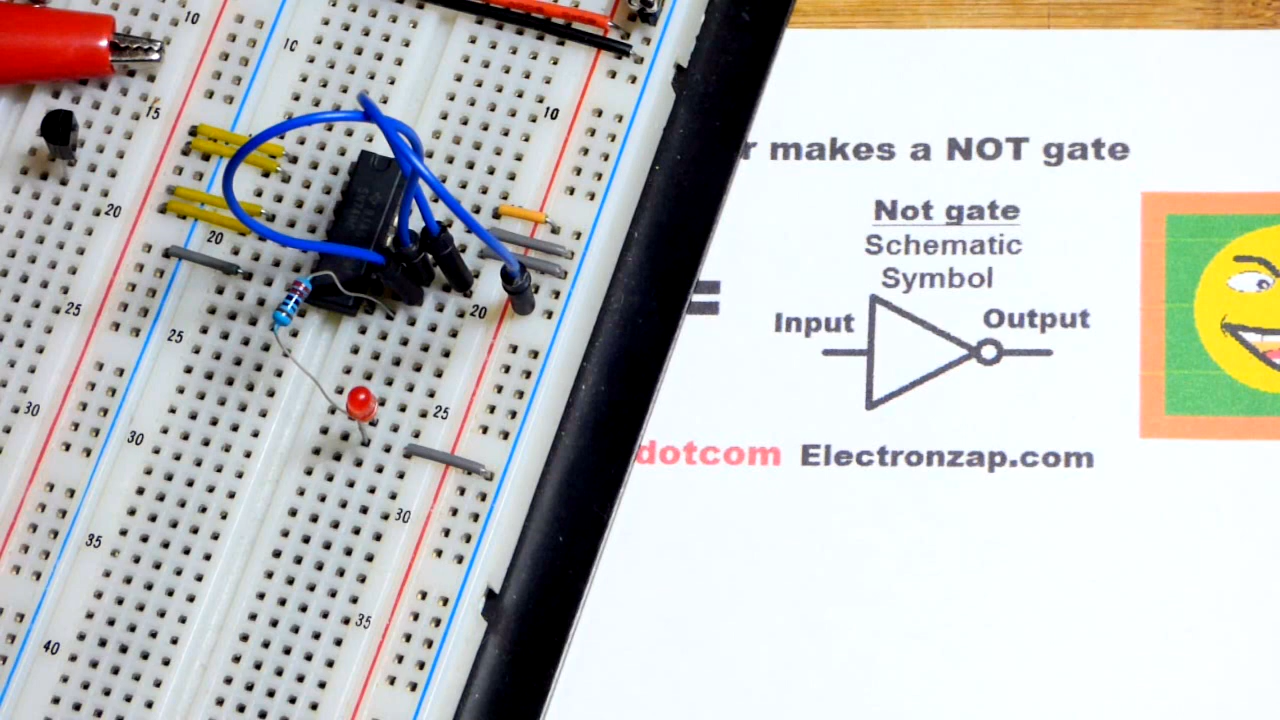 r makes a NOT gate
Not gate
Schematic
Symbol
Input
Output
dotcom Electronzap.com
10
10
15
10
20
20
20
25
25
25
30
30
30
35
35
40